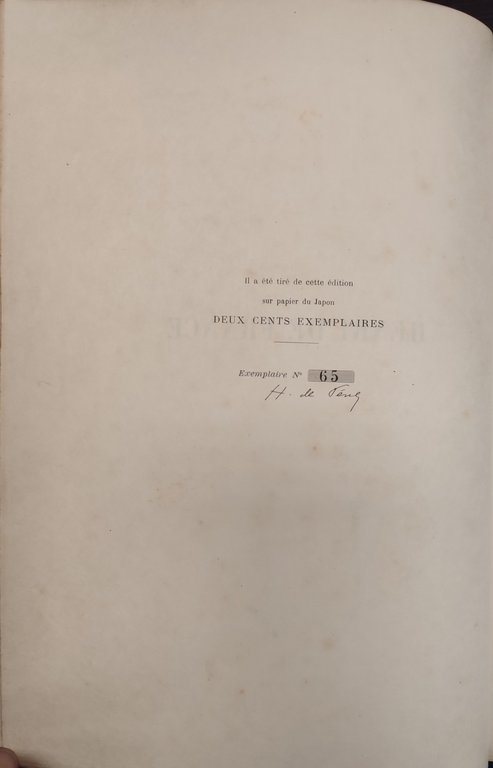 Il a été tiré de cette édition
sur papier du Japon
DEUX CENTS EXEMPLAIRES
Exemplaire N° 65
H. de